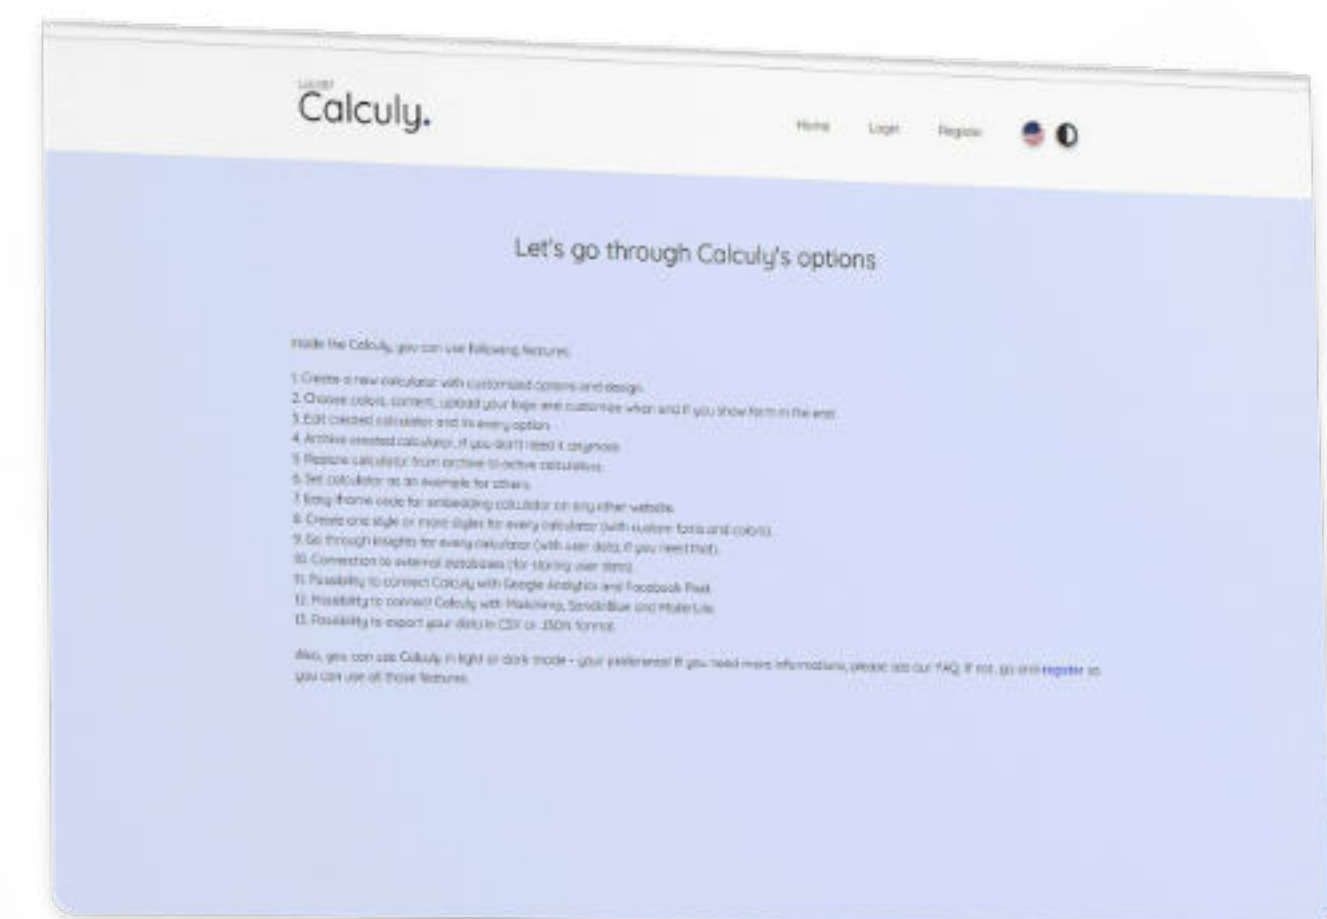 Calculy.
Home Login Register
Let's go through Calculy's options
Inside the Calculy, you can use following features:
1. Create a new calculator with customized options and design.
2. Choose colors, content, upload your logo and customize when and if you show form in the end.
3. Edit created calculator and its every option.
4. Archive created calculator, if you don't need it anymore.
5. Restore calculator from archive to active calculators.
6. Set calculator as an example for others.
7. Easy iframe code for embedding calculator on any other website.
8. Create one style or more styles for every calculator (with custom fonts and colors).
9. Go through insights for every calculator (with user data, if you need that).
10. Connection to external databases (for storing user data).
11. Possibility to connect Calculy with Google Analytics and Facebook Pixel.
12. Possibility to connect Calculy with Mailchimp, SendinBlue and MailerLite.
13. Possibility to export your data in CSV or JSON format.
Also, you can use Calculy in light or dark mode - your preference! If you need more informations, please see our FAQ. If not, go and register so
you can use all those features.